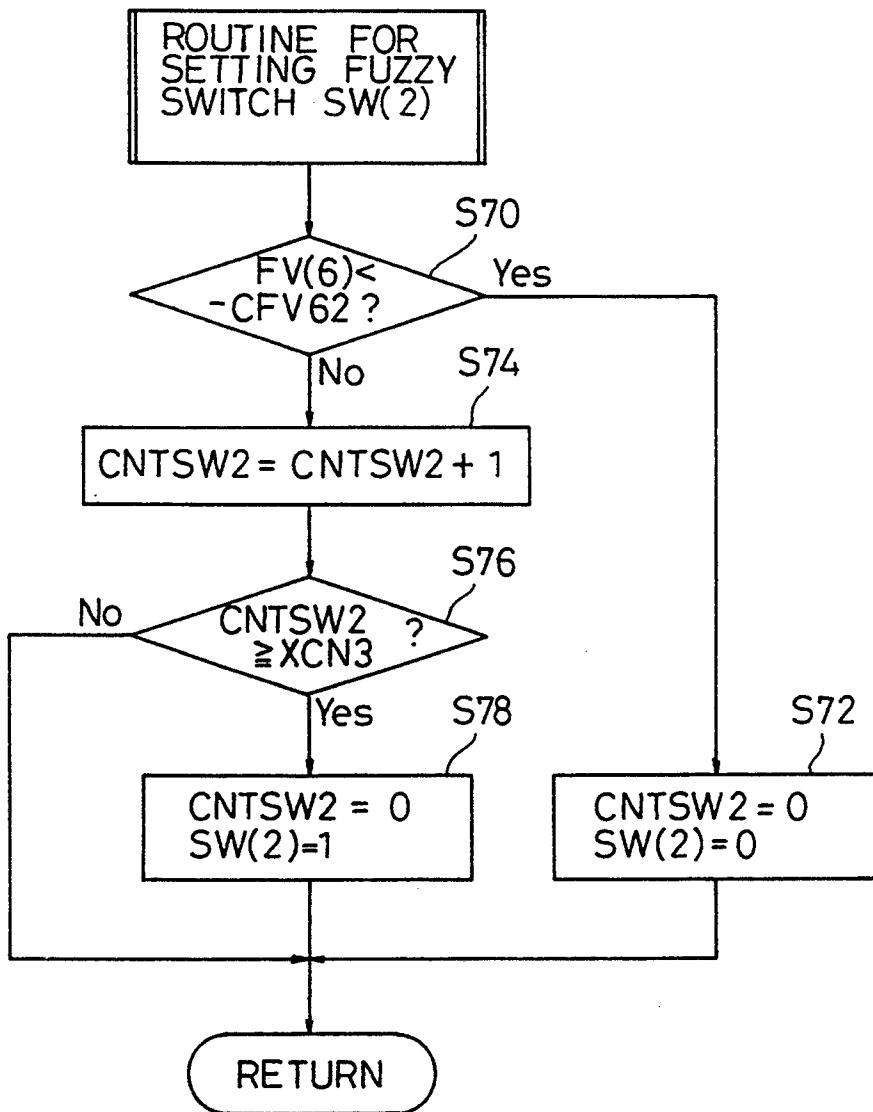 ROUTINE FOR
SETTING FUZZY
SWITCH SW(2)
S70
FV(6)<
-CFV62?
Yes
No
S74
CNTSW2=CNTSW2+1
S76
No
CNTSW2
≧XCN3 ?
Yes
S78
CNTSW2=0
SW(2)=1
S72
CNTSW2=0
SW(2)=0
RETURN